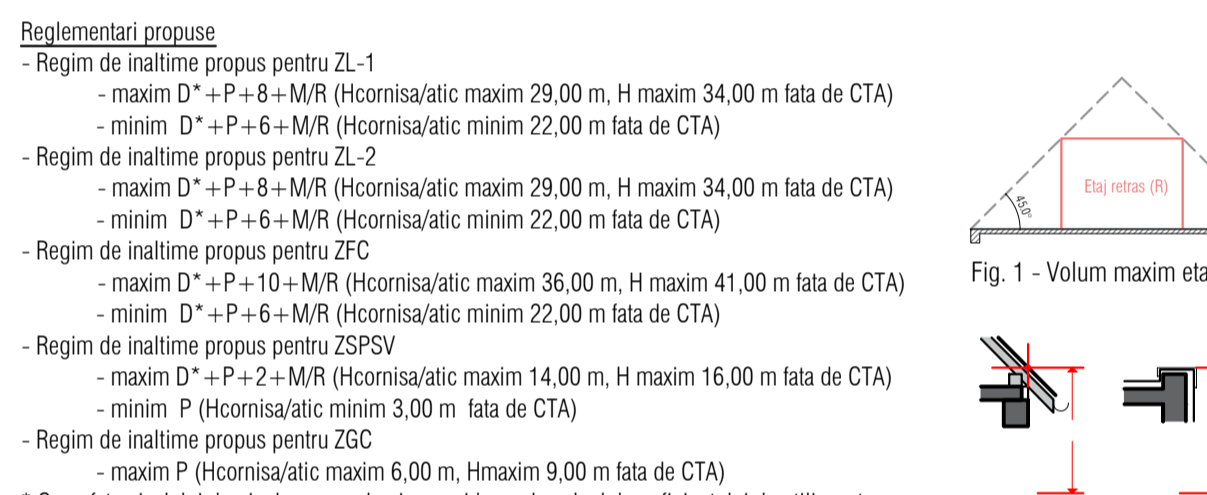 Reglementari propuse
- Regim de inaltime propus pentru ZL-1
- maxim D*+P+8+M/R (Hcornisa/atic maxim 29,00 m, H maxim 34,00 m fata de CTA)
- minim D*+P+6+M/R (Hcornisa/atic minim 22,00 m fata de CTA)
- Regim de inaltime propus pentru ZL-2
- maxim D*+P+8+M/R (Hcornisa/atic maxim 29,00 m, H maxim 34,00 m fata de CTA)
- minim D*+P+6+M/R (Hcornisa/atic minim 22,00 m fata de CTA)
- Regim de inaltime propus pentru ZFC
- maxim D*+P+10+M/R (Hcornisa/atic maxim 36,00 m, H maxim 41,00 m fata de CTA)
- minim D*+P+6+M/R (Hcornisa/atic minim 22,00 m fata de CTA)
- Regim de inaltime propus pentru ZSPSV
- maxim D*+P+2+M/R (Hcornisa/atic maxim 14,00 m, H maxim 16,00 m fata de CTA)
- minim P (Hcornisa/atic minim 3,00 m fata de CTA)
- Regim de inaltime propus pentru ZGC
- maxim P (Hcornisa/atic maxim 6,00 m, Hmaxim 9,00 m fata de CTA)
Etaj retras (R)
45.0°
Fig. 1 - Volum maxim eta